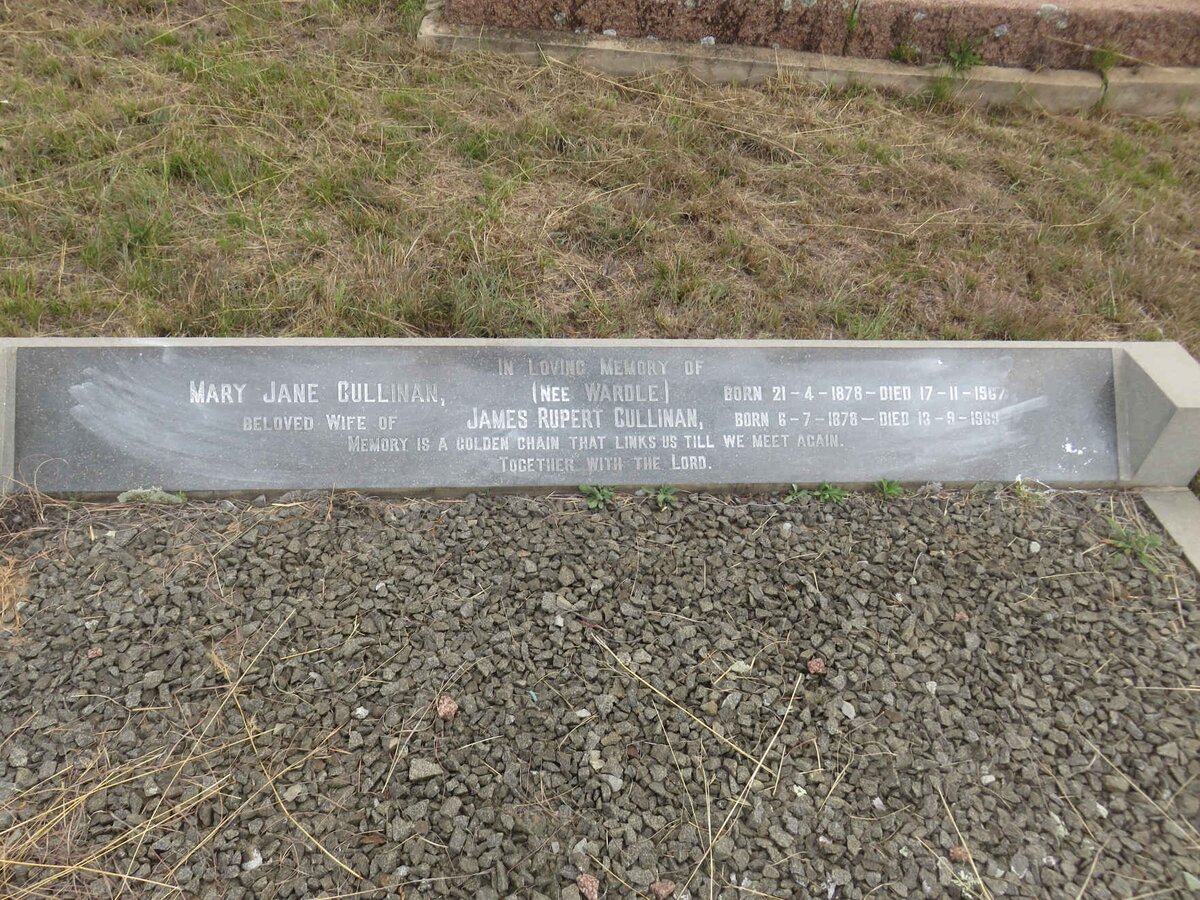 In Loving Memory of
Mary Jane Cullinan, (nee Wardle) Born 21-4-1878 – Died 17-11-1967
beloved Wife of James Rupert Cullinan, Born 6-7-1878 – Died 13-9-1969
Memory is a golden chain that links us till we meet again.
Together with the Lord.